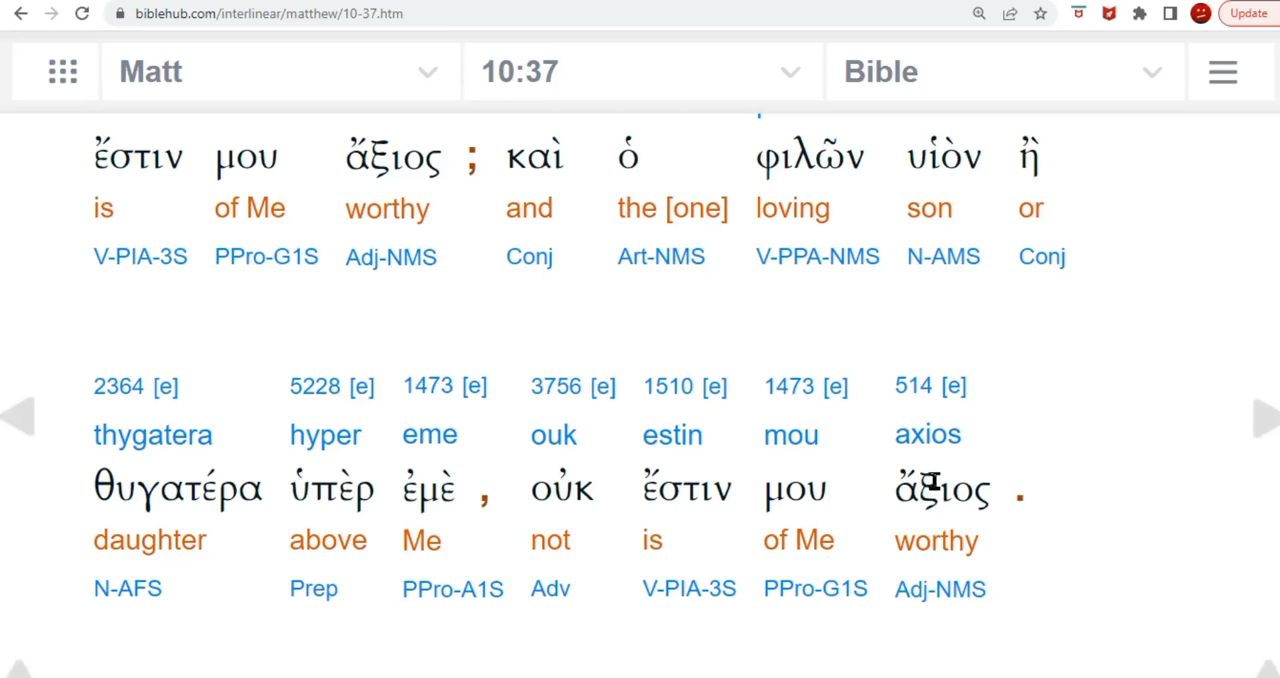 biblehub.com/interlinear/matthew/10-37.htm Update
Matt 10:37 Bible
ἔστιν μου ἄξιος ; καὶ ὁ φιλῶν υἱὸν ἢ
is of Me worthy and the [one] loving son or
V-PIA-3S PPro-G1S Adj-NMS Conj Art-NMS V-PPA-NMS N-AMS Conj
2364 [e] 5228 [e] 1473 [e] 3756 [e] 1510 [e] 1473 [e] 514 [e]
thygatera hyper eme ouk estin mou axios
θυγατέρα ὑπὲρ ἐμὲ , οὐκ ἔστιν μου ἄξιος .
daughter above Me not is of Me worthy
N-AFS Prep PPro-A1S Adv V-PIA-3S PPro-G1S Adj-NMS